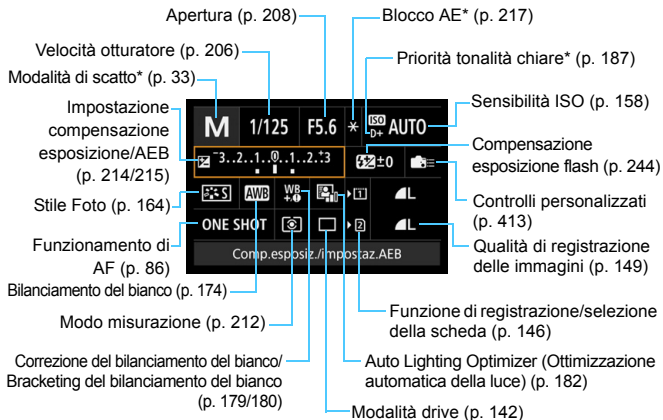 Apertura (p. 208)
Blocco AE* (p. 217)
Velocità otturatore (p. 206)
Priorità tonalità chiare* (p. 187)
Modalità di scatto* (p. 33)
Sensibilità ISO (p. 158)
Impostazione
compensazione
esposizione/AEB
(p. 214/215)
M 1/125 F5.6 * ISO D+ AUTO
-3..2..1..0..1..2.+3 ±0
Compensazione
esposizione flash (p. 244)
Stile Foto (p. 164)
S AWB WB +/- 1 L
Controlli personalizzati
(p. 413)
Funzionamento di
AF (p. 86)
ONE SHOT 2 L
Qualità di registrazione
delle immagini (p. 149)
Comp.esposiz./impostaz.AEB
Bilanciamento del bianco (p. 174)
Modo misurazione (p. 212)
Funzione di registrazione/selezione
della scheda (p. 146)
Correzione del bilanciamento del bianco/
Bracketing del bilanciamento del bianco
(p. 179/180)
Auto Lighting Optimizer (Ottimizzazione
automatica della luce) (p. 182)
Modalità drive (p. 142)